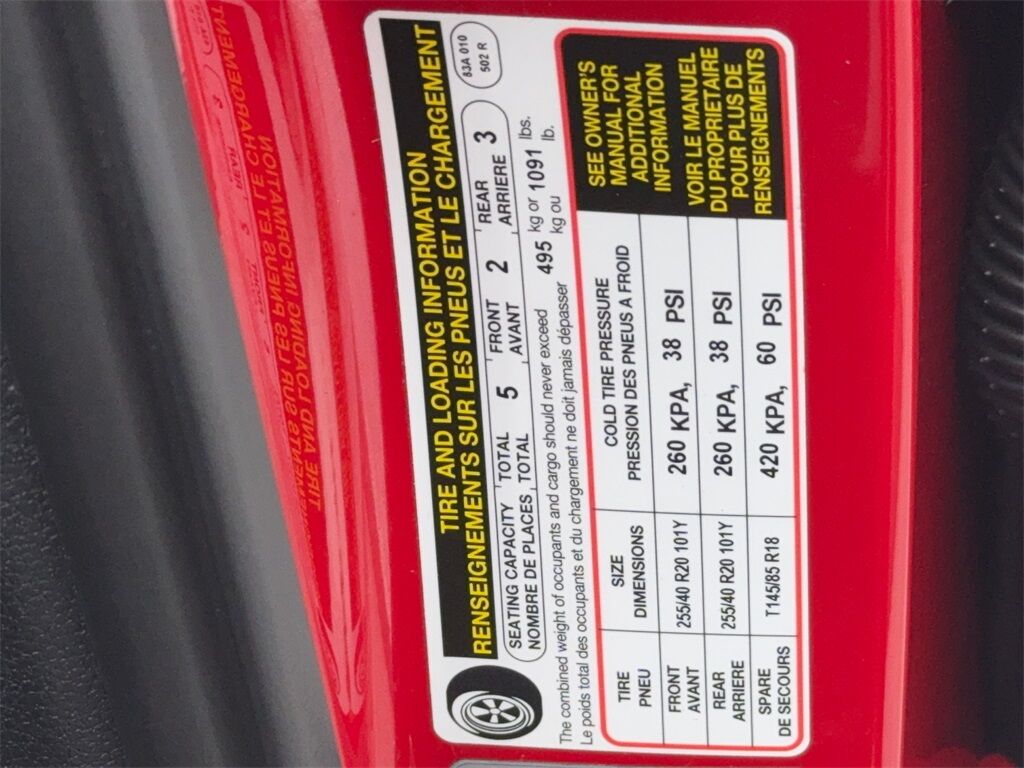 TIRE AND LOADING INFORMATION
RENSEIGNEMENTS SUR LES PNEUS ET LE CHARGEMENT
83A 010
502 R
SEATING CAPACITY TOTAL 5 FRONT 2 REAR 3
NOMBRE DE PLACES TOTAL AVANT ARRIERE
The combined weight of occupants and cargo should never exceed 495 kg or 1091 lbs.
Le poids total des occupants et du chargement ne doit jamais dépasser kg ou lb.
TIRE SIZE COLD TIRE PRESSURE
PNEU DIMENSIONS PRESSION DES PNEUS A FROID
FRONT 255/40 R20 101Y 260 KPA, 38 PSI
AVANT
REAR 255/40 R20 101Y 260 KPA, 38 PSI
ARRIERE
SPARE T145/85 R18 420 KPA, 60 PSI
DE SECOURS
SEE OWNER'S
MANUAL FOR
ADDITIONAL
INFORMATION
VOIR LE MANUEL
DU PROPRIETAIRE
POUR PLUS DE
RENSEIGNEMENTS